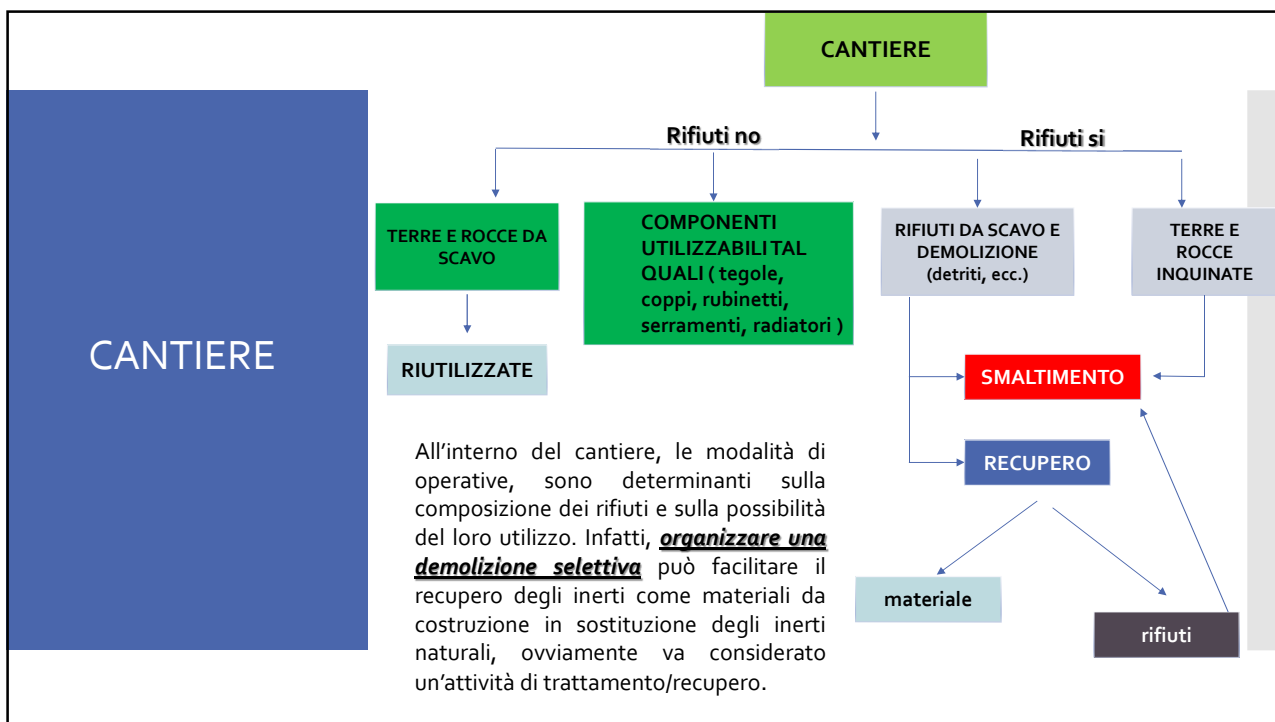 CANTIERE
Rifiuti no
Rifiuti si
CANTIERE
TERRE E ROCCE DA
SCAVO
COMPONENTI
UTILIZZABILI TAL
QUALI ( tegole,
coppi, rubinetti,
serramenti, radiatori )
RIFIUTI DA SCAVO E
DEMOLIZIONE
(detriti, ecc.)
TERRE E
ROCCE
INQUINATE
RIUTILIZZATE
SMALTIMENTO
RECUPERO
materiale
rifiuti
All'interno del cantiere, le modalità di
operative, sono determinanti sulla
composizione dei rifiuti e sulla possibilità
del loro utilizzo. Infatti, organizzare una
demolizione selettiva può facilitare il
recupero degli inerti come materiali da
costruzione in sostituzione degli inerti
naturali, ovviamente va considerato
un'attività di trattamento/recupero.